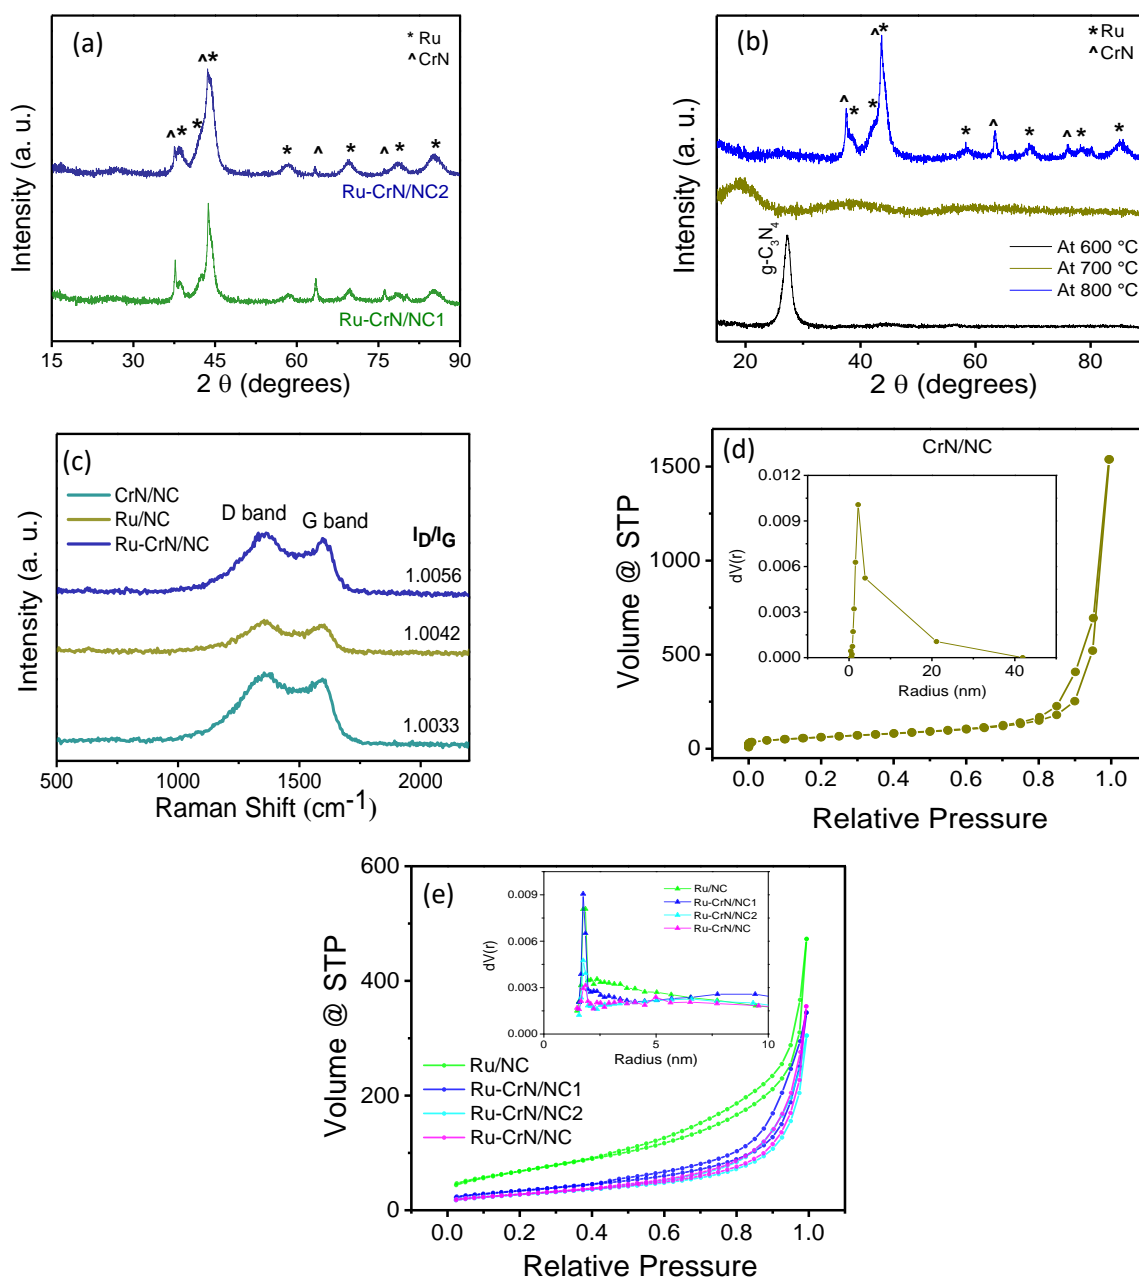 (a)
* Ru
^ CrN
^ *
^ * * * ^ * ^ * *
Ru-CrN/NC2
Ru-CrN/NC1
Intensity (a. u.)
15 30 45 60 75 90
2 θ (degrees)
(b)
* Ru
^ CrN
^ *
^ * * * ^ * ^ * *
g-C3N4
At 600 °C
At 700 °C
At 800 °C
Intensity (a. u.)
20 40 60 80
2 θ (degrees)
(c)
CrN/NC
Ru/NC
Ru-CrN/NC
D band
G band
ID/IG
1.0056
1.0042
1.0033
Intensity (a. u.)
500 1000 1500 2000
Raman Shift (cm-1)
(d)
CrN/NC
1500
1000
500
0
Volume @ STP
0.012
0.009
0.006
0.003
0.000
dV(r)
0 20 40
Radius (nm)
0.0 0.2 0.4 0.6 0.8 1.0
Relative Pressure
(e)
600
400
200
0
Volume @ STP
0.009
0.006
0.003
0.000
dV(r)
Ru/NC
Ru-CrN/NC1
Ru-CrN/NC2
Ru-CrN/NC
0 5 10
Radius (nm)
Ru/NC
Ru-CrN/NC1
Ru-CrN/NC2
Ru-CrN/NC
0.0 0.2 0.4 0.6 0.8 1.0
Relative Pressure